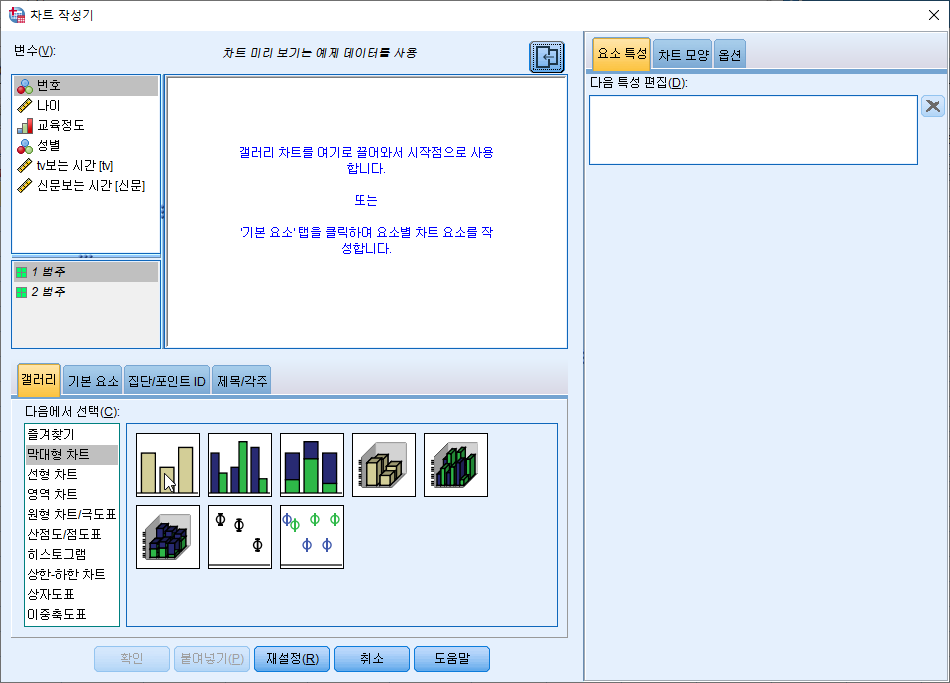 차트 작성기
변수(V):
차트 미리 보기는 예제 데이터를 사용
번호
나이
교육정도
성별
tv보는 시간 [tv]
신문보는 시간 [신문]
1 범주
2 범주
갤러리 차트를 여기로 끌어와서 시작점으로 사용
합니다.
또는
'기본 요소' 탭을 클릭하여 요소별 차트 요소를 작
성합니다.
갤러리 기본 요소 집단/포인트 ID 제목/각주
다음에서 선택(C):
즐겨찾기
막대형 차트
선형 차트
영역 차트
원형 차트/극도표
산점도/점도표
히스토그램
상한-하한 차트
상자도표
이중축도표
확인 붙여넣기(P) 재설정(R) 취소 도움말
요소 특성 차트 모양 옵션
다음 특성 편집(D):